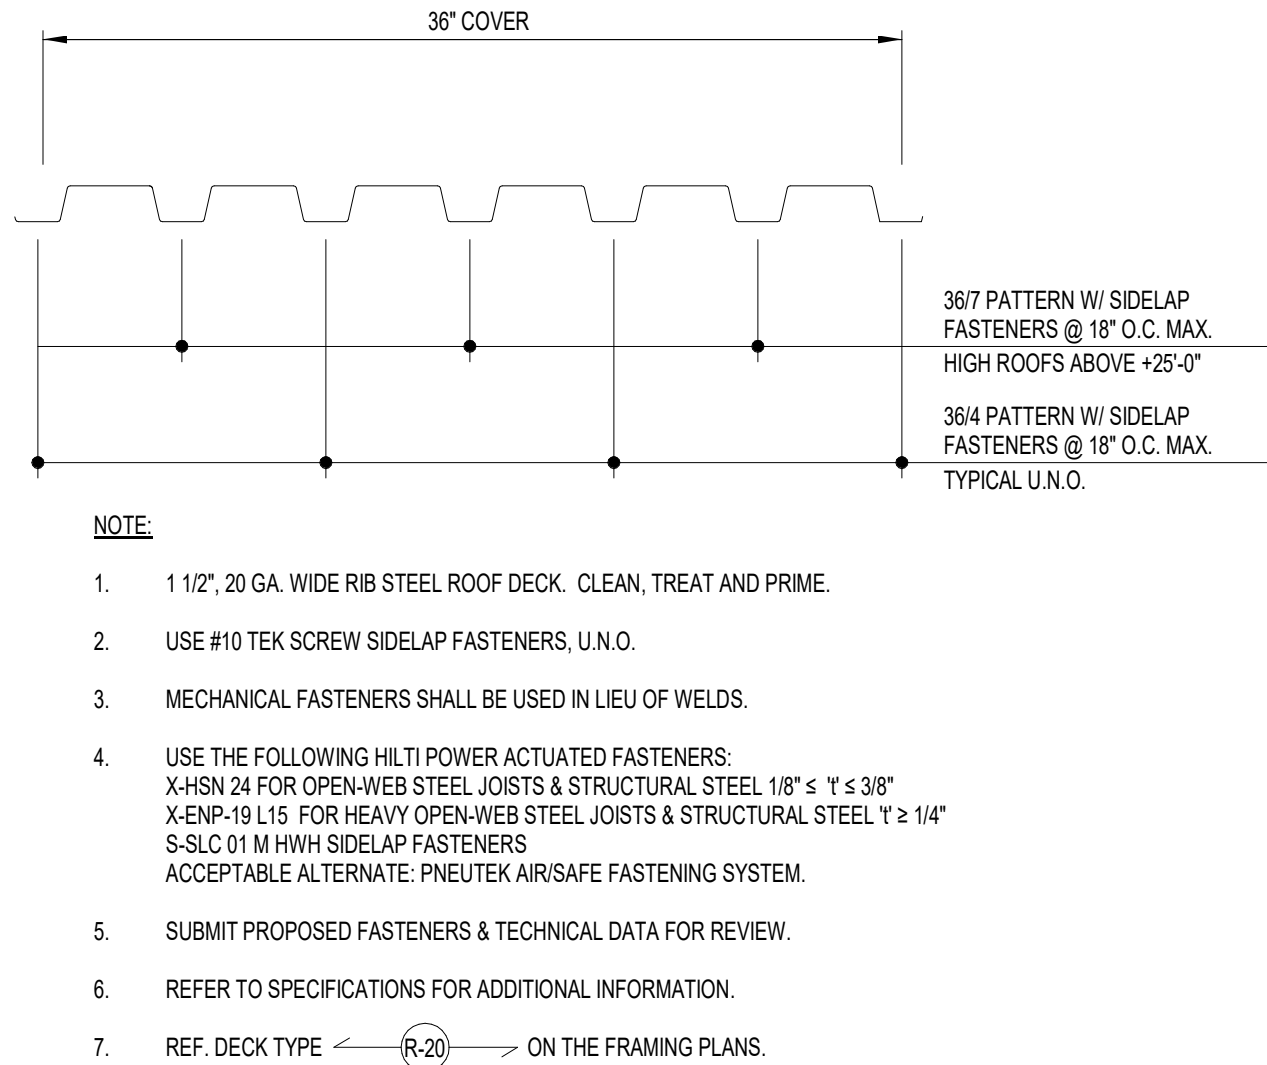 36" COVER
36/7 PATTERN W/ SIDELAP
FASTENERS @ 18" O.C. MAX.
HIGH ROOFS ABOVE +25'-0"
36/4 PATTERN W/ SIDELAP
FASTENERS @ 18" O.C. MAX.
TYPICAL U.N.O.
NOTE:
1. 1 1/2", 20 GA. WIDE RIB STEEL ROOF DECK. CLEAN, TREAT AND PRIME.
2. USE #10 TEK SCREW SIDELAP FASTENERS, U.N.O.
3. MECHANICAL FASTENERS SHALL BE USED IN LIEU OF WELDS.
4. USE THE FOLLOWING HILTI POWER ACTUATED FASTENERS:
X-HSN 24 FOR OPEN-WEB STEEL JOISTS & STRUCTURAL STEEL 1/8" ≤ 't' ≤ 3/8"
X-ENP-19 L15 FOR HEAVY OPEN-WEB STEEL JOISTS & STRUCTURAL STEEL 't' ≥ 1/4"
S-SLC 01 M HWH SIDELAP FASTENERS
ACCEPTABLE ALTERNATE: PNEUTEK AIR/SAFE FASTENING SYSTEM.
5. SUBMIT PROPOSED FASTENERS & TECHNICAL DATA FOR REVIEW.
6. REFER TO SPECIFICATIONS FOR ADDITIONAL INFORMATION.
7. REF. DECK TYPE R-20 ON THE FRAMING PLANS.